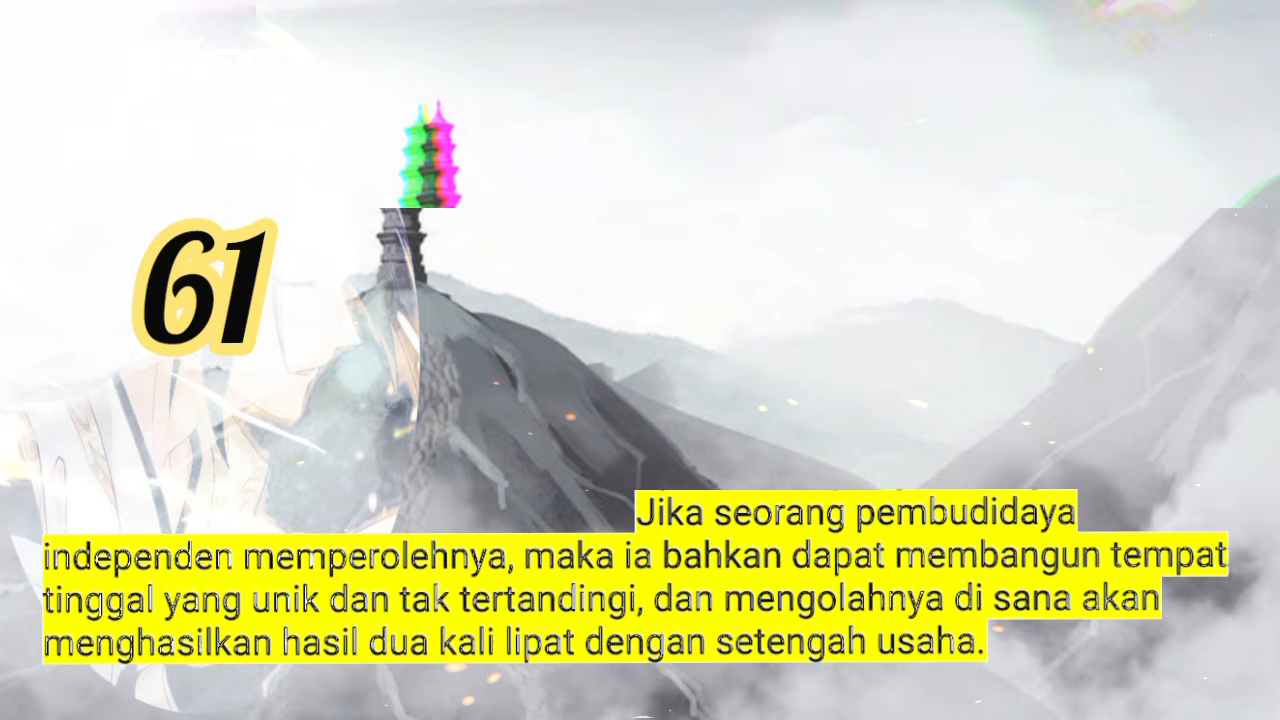 61
Jika seorang pembudidaya
independen memperolehnya, maka ia bahkan dapat membangun tempat
tinggal yang unik dan tak tertandingi, dan mengolahnya di sana akan
menghasilkan hasil dua kali lipat dengan setengah usaha.